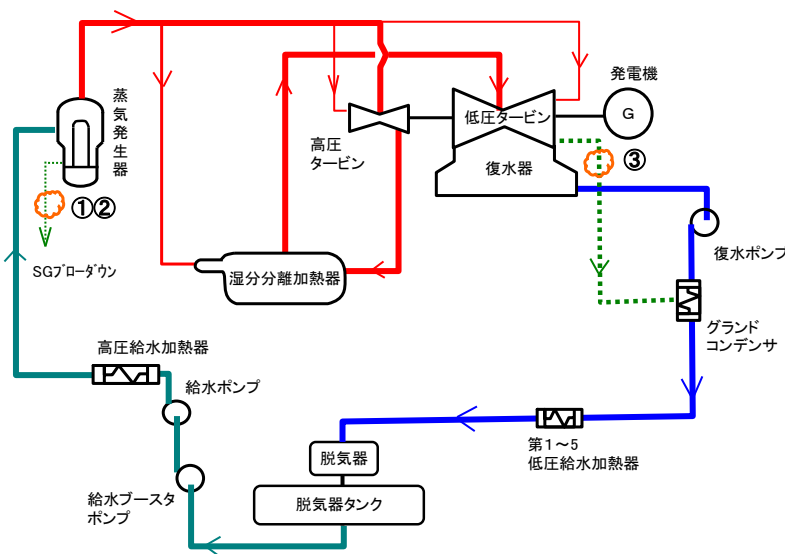 発電機
G
蒸気発生器
低圧タービン
高圧
タービン
復水器
③
①②
復水ポンプ
SGブローダウン
湿分分離加熱器
グランド
コンデンサ
高圧給水加熱器
給水ポンプ
第1～5
低圧給水加熱器
脱気器
脱気器タンク
給水ブースタ
ポンプ